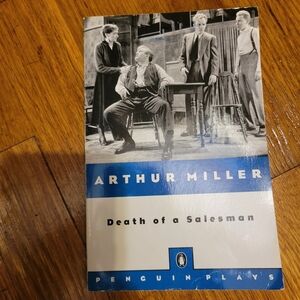 ARTHUR MILLER
Death of a Salesman
PENGUIN PLAYS